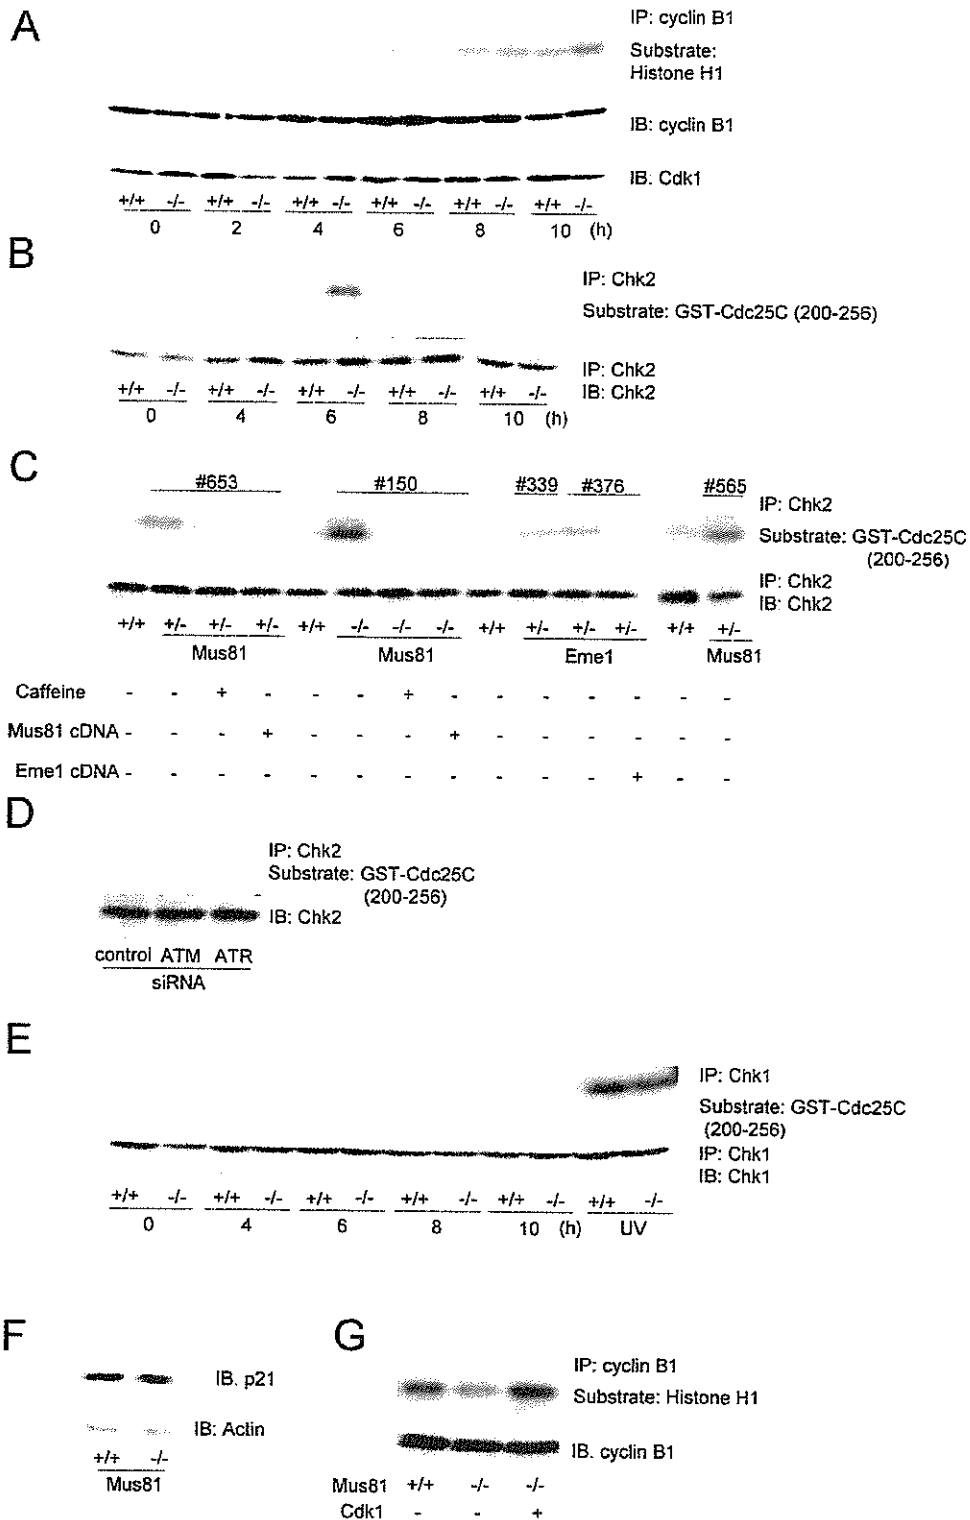 A
IP: cyclin B1
Substrate:
Histone H1
IB: cyclin B1
IB: Cdk1
+/+ -/- +/+ -/- +/+ -/- +/+ -/- +/+ -/- +/+ -/-
0 2 4 6 8 10 (h)
B
IP: Chk2
Substrate: GST-Cdc25C (200-256)
IP: Chk2
IB: Chk2
+/+ -/- +/+ -/- +/+ -/- +/+ -/- +/+ -/-
0 4 6 8 10 (h)
C
#653 #150 #339 #376 #565
IP: Chk2
Substrate: GST-Cdc25C
(200-256)
IP: Chk2
IB: Chk2
+/+ +/- +/- +/- +/+ -/- -/- -/- +/+ +/- +/- +/- +/+ +/-
Mus81 Mus81 Eme1 Mus81
Caffeine - - + - - - + - - - - - - -
Mus81 cDNA - - - + - - - + - - - - - -
Eme1 cDNA - - - - - - - - - - - + - -
D
IP: Chk2
Substrate: GST-Cdc25C
(200-256)
IB: Chk2
control ATM ATR
siRNA
E
IP: Chk1
Substrate: GST-Cdc25C
(200-256)
IP: Chk1
IB: Chk1
+/+ -/- +/+ -/- +/+ -/- +/+ -/- +/+ -/- +/+ -/-
0 4 6 8 10 (h) UV
F
IB. p21
IB: Actin
+/+ -/-
Mus81
G
IP: cyclin B1
Substrate: Histone H1
IB. cyclin B1
Mus81 +/+ -/- -/-
Cdk1 - - +